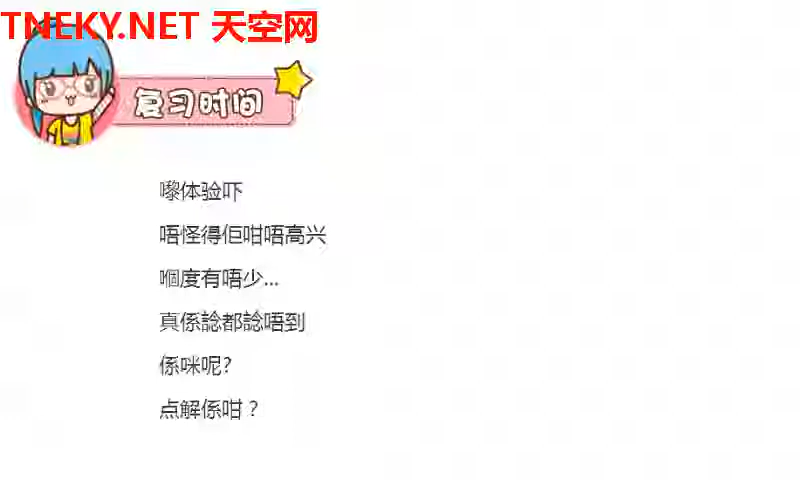 TNEKY.NET 天空网
复习时间
嚟体验吓
唔怪得佢咁唔高兴
嗰度有唔少...
真係諗都諗唔到
係咪呢?
点解係咁？